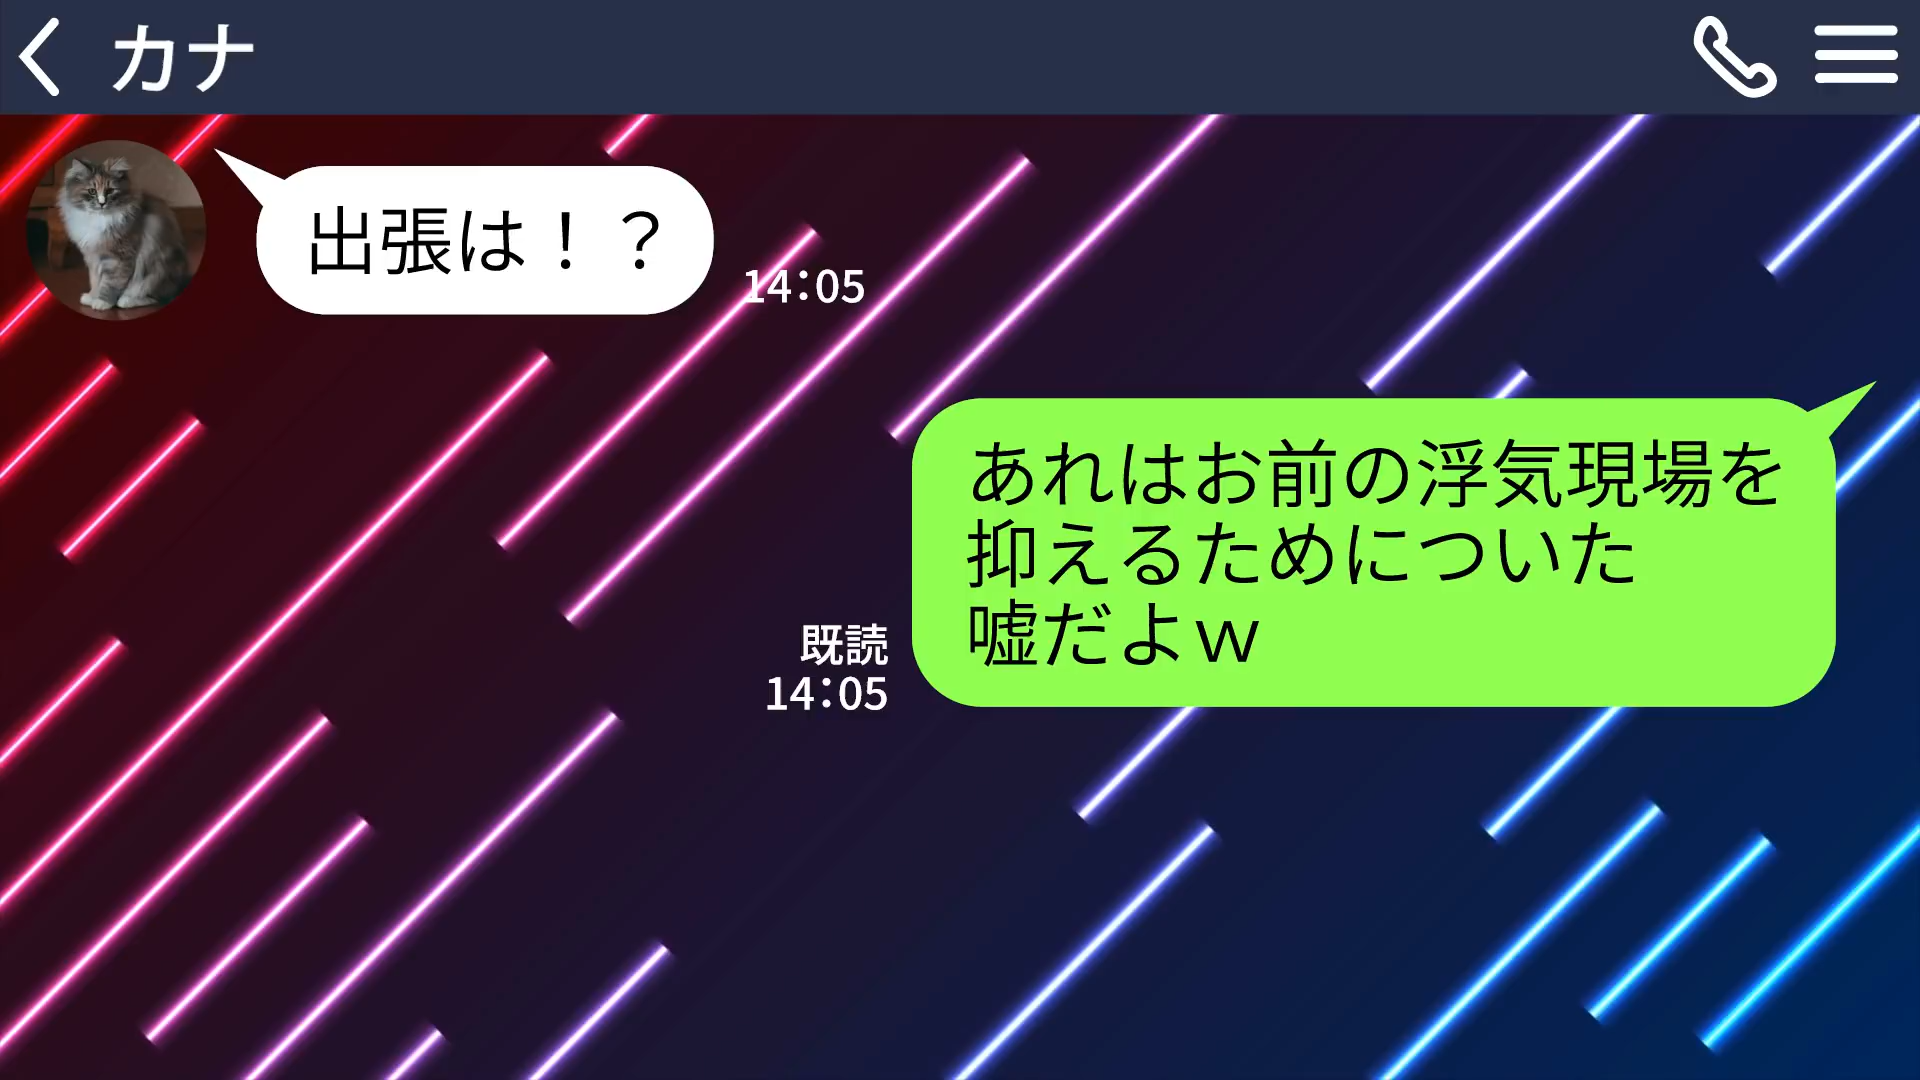 カナ
出張は！？
14:05
あれはお前の浮気現場を
抑えるためについた
嘘だよｗ
既読
14:05